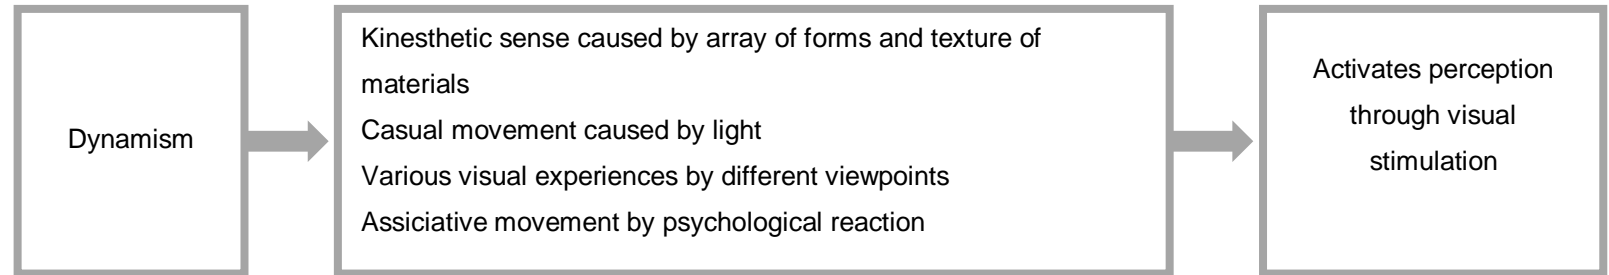 Dynamism
Kinesthetic sense caused by array of forms and texture of
materials
Casual movement caused by light
Various visual experiences by different viewpoints
Assiciative movement by psychological reaction
Activates perception
through visual
stimulation